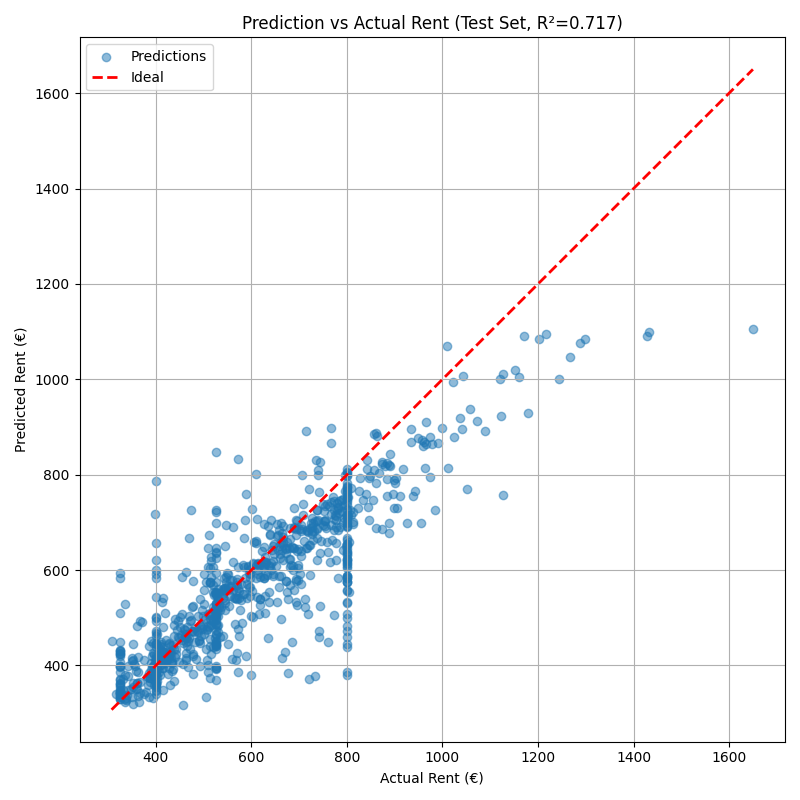 Prediction vs Actual Rent (Test Set, R²=0.717)
Predictions
Ideal
Predicted Rent (€)
1600
1400
1200
1000
800
600
400
400 600 800 1000 1200 1400 1600
Actual Rent (€)